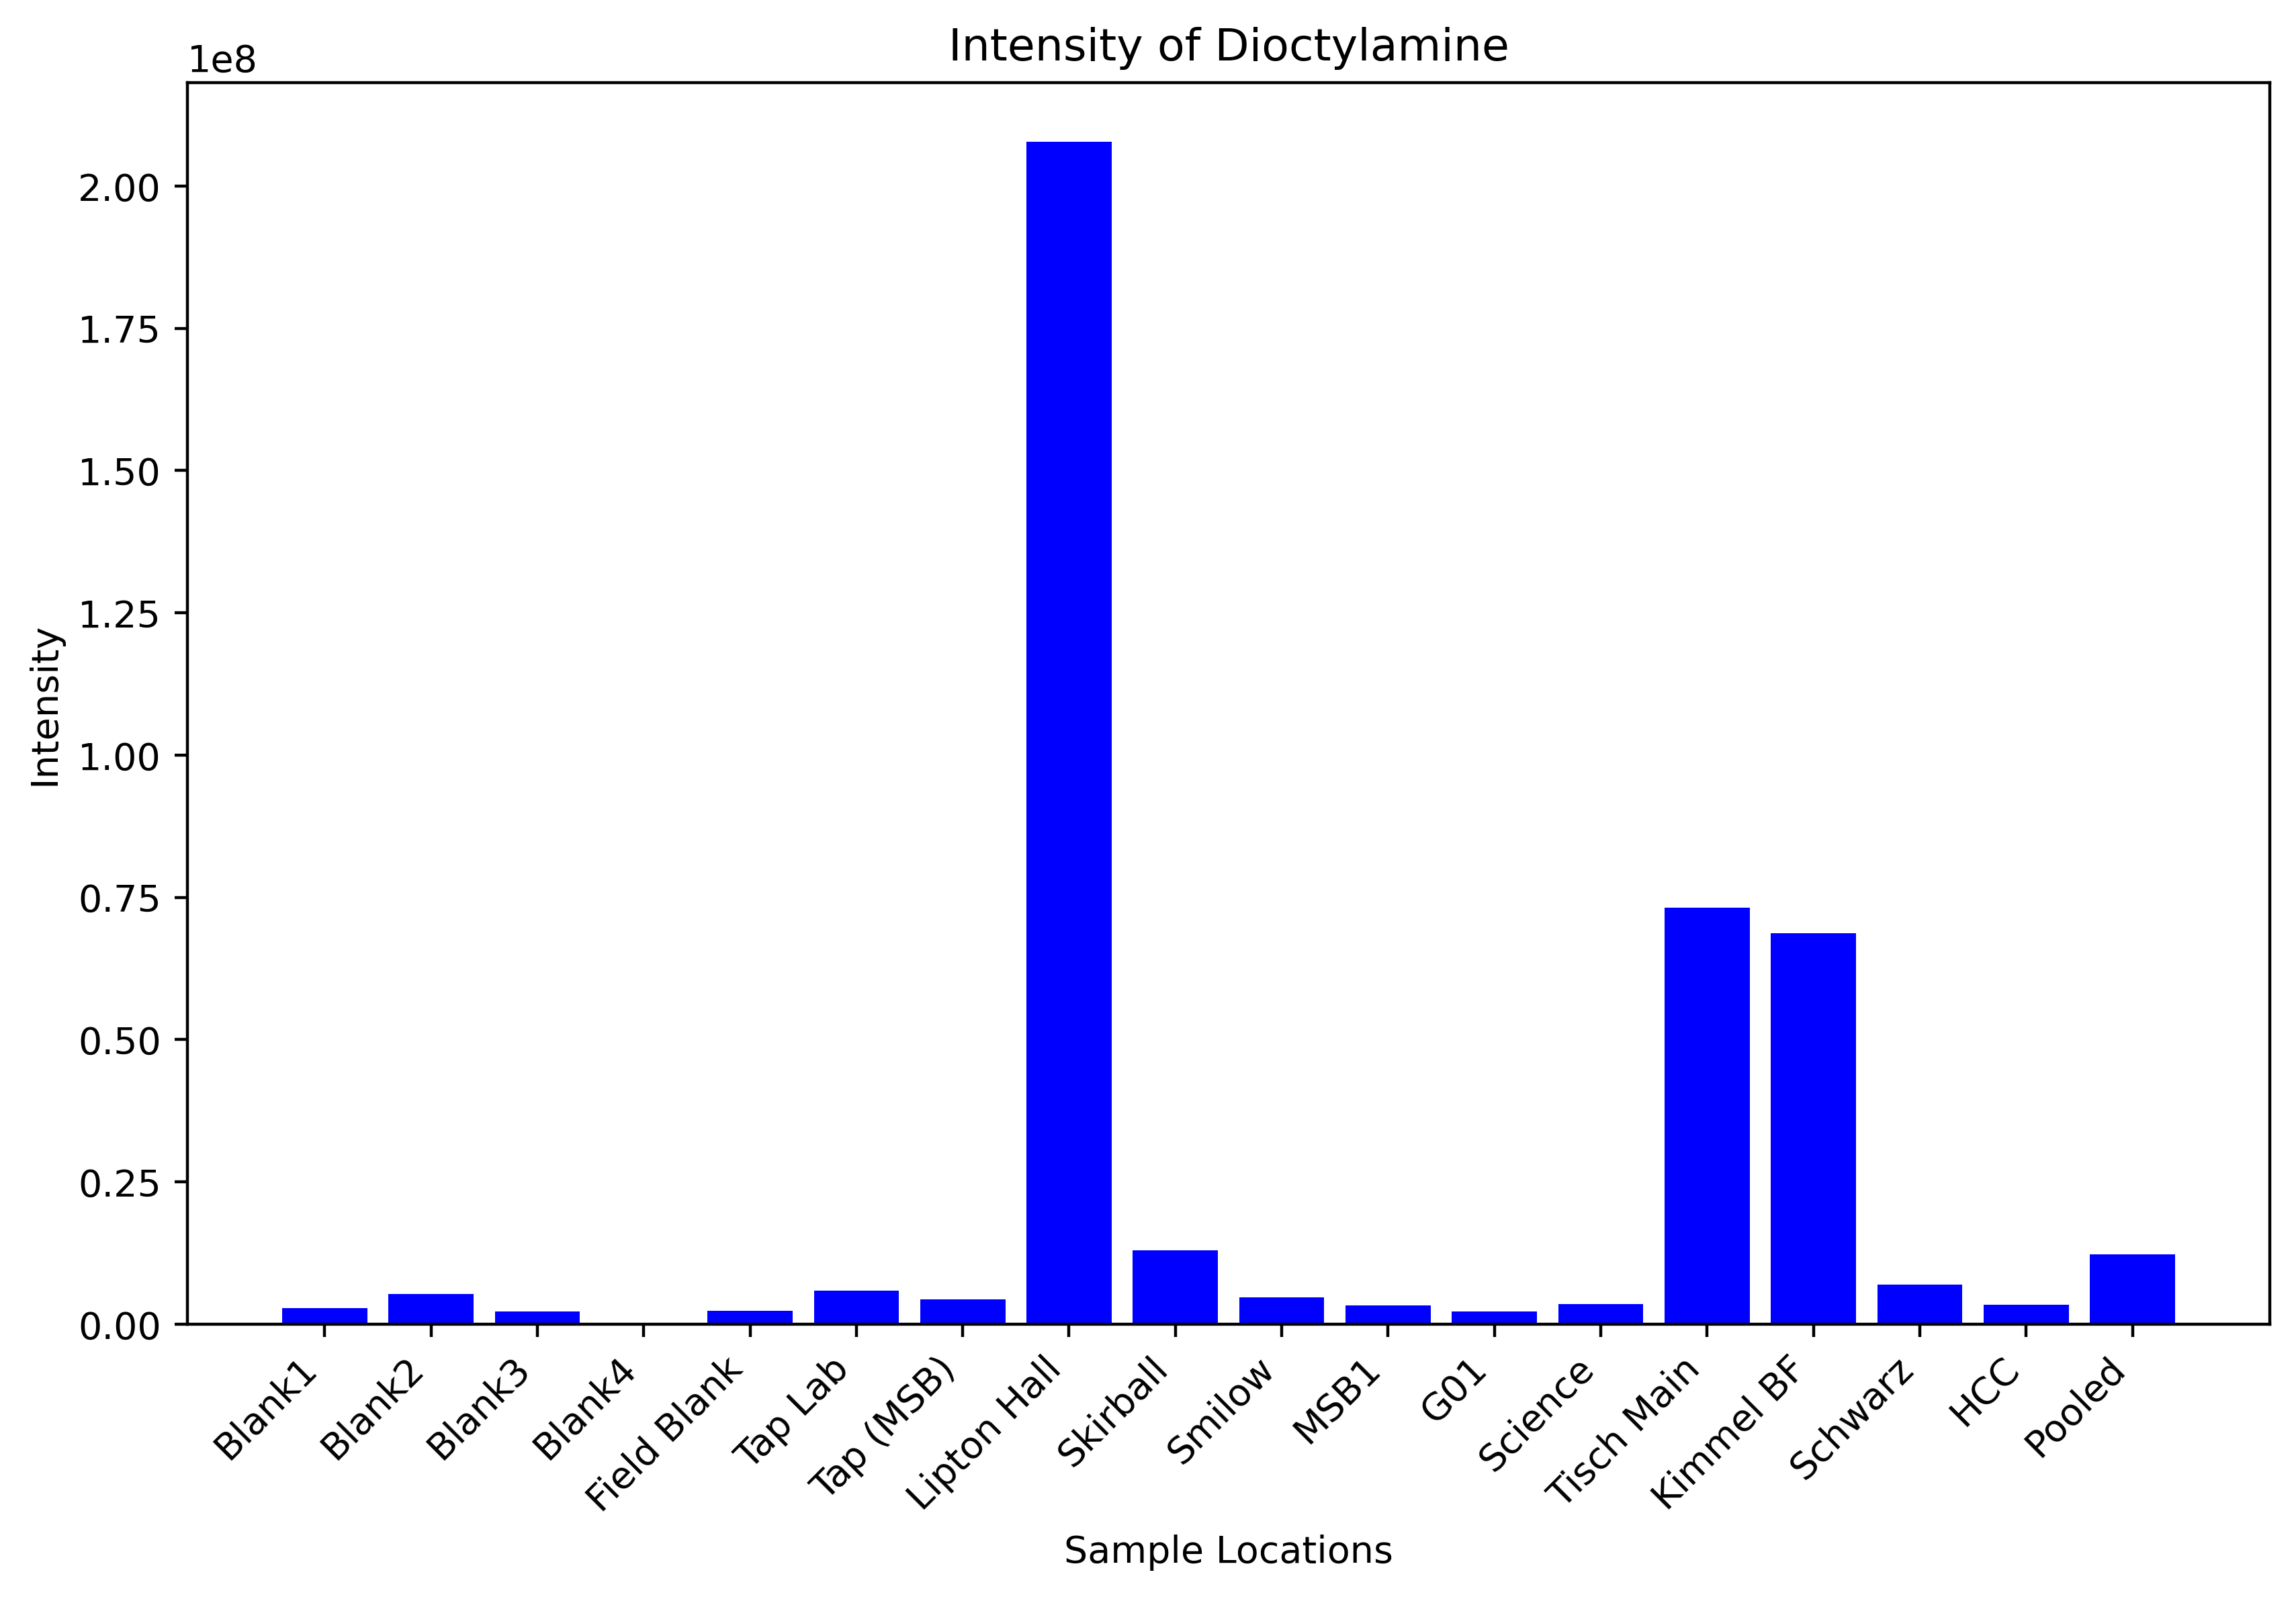 Intensity of Dioctylamine
1e8
2.00
1.75
1.50
1.25
1.00
0.75
0.50
0.25
0.00
Intensity
Blank1
Blank2
Blank3
Blank4
Field Blank
Tap Lab
Tap (MSB)
Lipton Hall
Skirball
Smilow
MSB1
G01
Science
Tisch Main
Kimmel BF
Schwarz
HCC
Pooled
Sample Locations